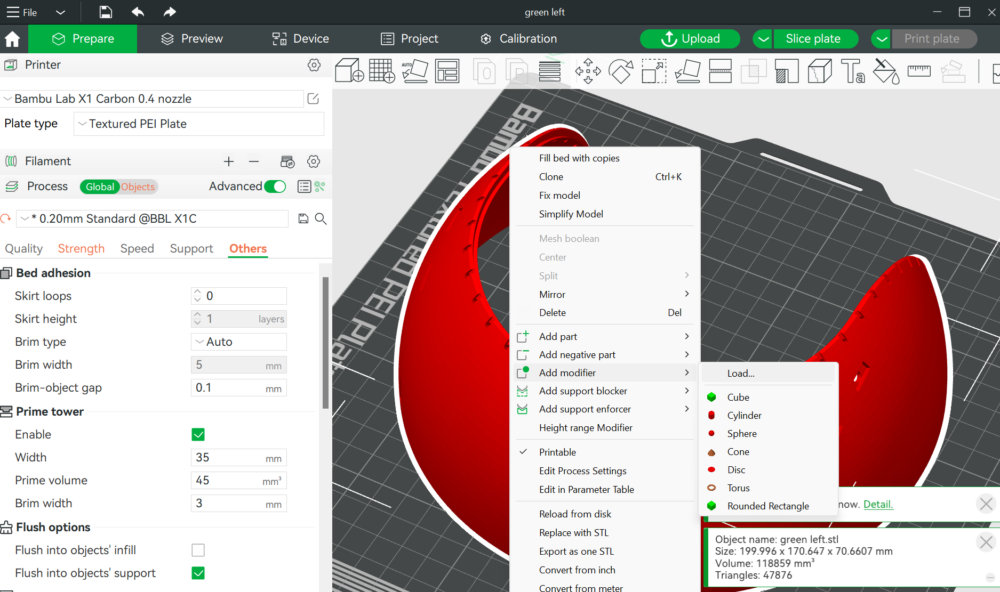 File
green left
Prepare
Preview
Device
Project
Calibration
Upload
Slice plate
Print plate
Printer
Bambu Lab X1 Carbon 0.4 nozzle
Plate type
Textured PEI Plate
Filament
Process
Global
Objects
Advanced
* 0.20mm Standard @BBL X1C
Quality
Strength
Speed
Support
Others
Bed adhesion
Skirt loops
0
Skirt height
1 layers
Brim type
Auto
Brim width
5 mm
Brim-object gap
0.1 mm
Prime tower
Enable
Width
35 mm
Prime volume
45 mm³
Brim width
3 mm
Flush options
Flush into objects' infill
Flush into objects' support
AUTO
Fill bed with copies
Clone Ctrl+K
Fix model
Simplify Model
Mesh boolean
Center
Split
Mirror
Delete Del
Add part
Add negative part
Add modifier
Add support blocker
Add support enforcer
Height range Modifier
Printable
Edit Process Settings
Edit in Parameter Table
Reload from disk
Replace with STL
Export as one STL
Convert from inch
Convert from meter
Load...
Cube
Cylinder
Sphere
Cone
Disc
Torus
Rounded Rectangle
now. Detail.
Object name: green left.stl
Size: 199.996 x 170.647 x 70.6607 mm
Volume: 118859 mm³
Triangles: 47876